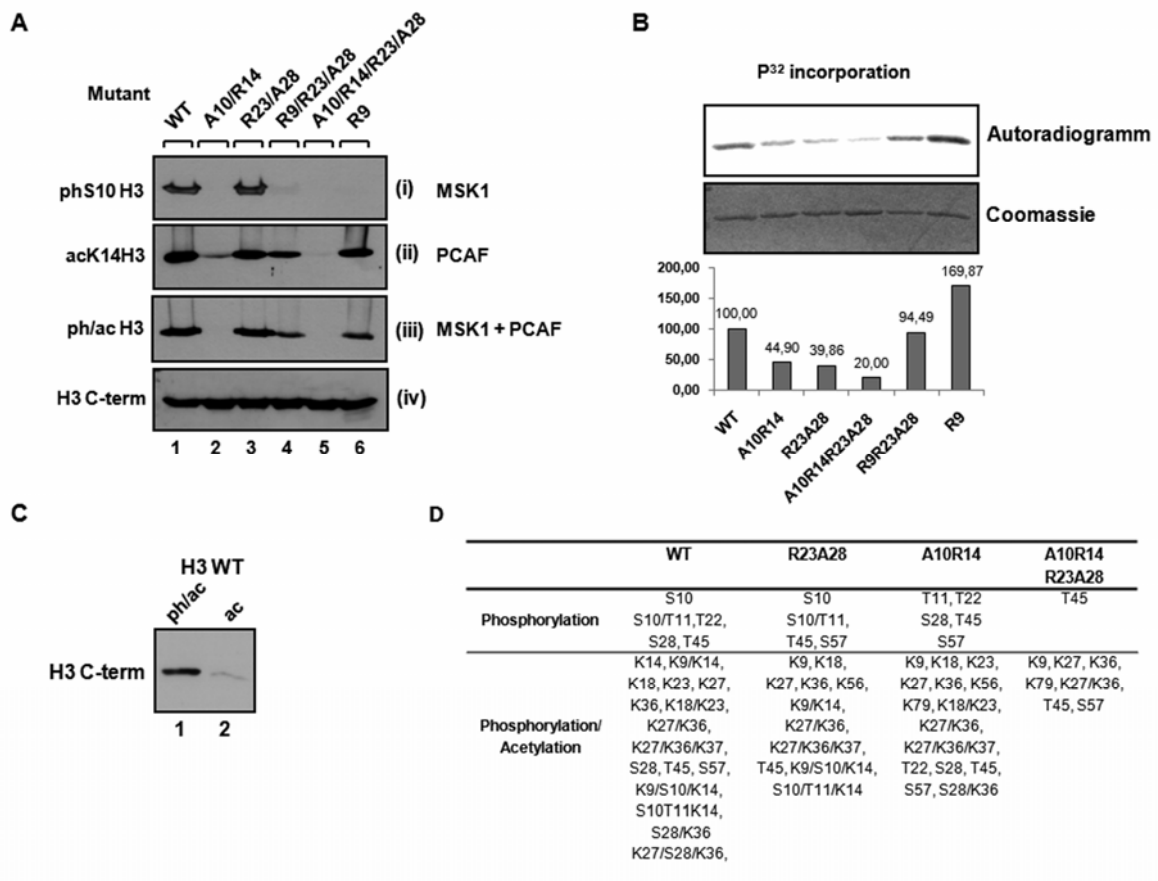 A
Mutant
WT
A10/R14
R23/A28
R9/R23/A28
A10/R14/R23/A28
R9
phS10 H3
(i)
MSK1
acK14H3
(ii)
PCAF
ph/ac H3
(iii)
MSK1 + PCAF
H3 C-term
(iv)
1 2 3 4 5 6
B
P32 incorporation
Autoradiogramm
Coomassie
200,00
150,00
100,00
50,00
0,00
100,00
44,90
39,86
20,00
94,49
169,87
WT
A10R14
R23A28
A10R14R23A28
R9R23A28
R9
C
H3 WT
ph/ac
ac
H3 C-term
1 2
D
WT R23A28 A10R14 A10R14
R23A28
Phosphorylation
S10
S10/T11,T22,
S28, T45
S10
S10/T11,
T45, S57
T11, T22
S28, T45
S57
T45
Phosphorylation/
Acetylation
K14, K9/K14,
K18, K23, K27,
K36, K18/K23,
K27/K36,
K27/K36/K37,
S28, T45, S57,
K9/S10/K14,
S10T11K14,
S28/K36
K27/S28/K36,
K9, K18,
K27, K36, K56,
K9/K14,
K27/K36,
K27/K36/K37,
T45, K9/S10/K14,
S10/T11/K14
K9, K18, K23,
K27, K36, K56,
K79, K18/K23,
K27/K36,
K27/K36/K37,
T22, S28, T45,
S57, S28/K36
K9, K27, K36,
K79, K27/K36,
T45, S57